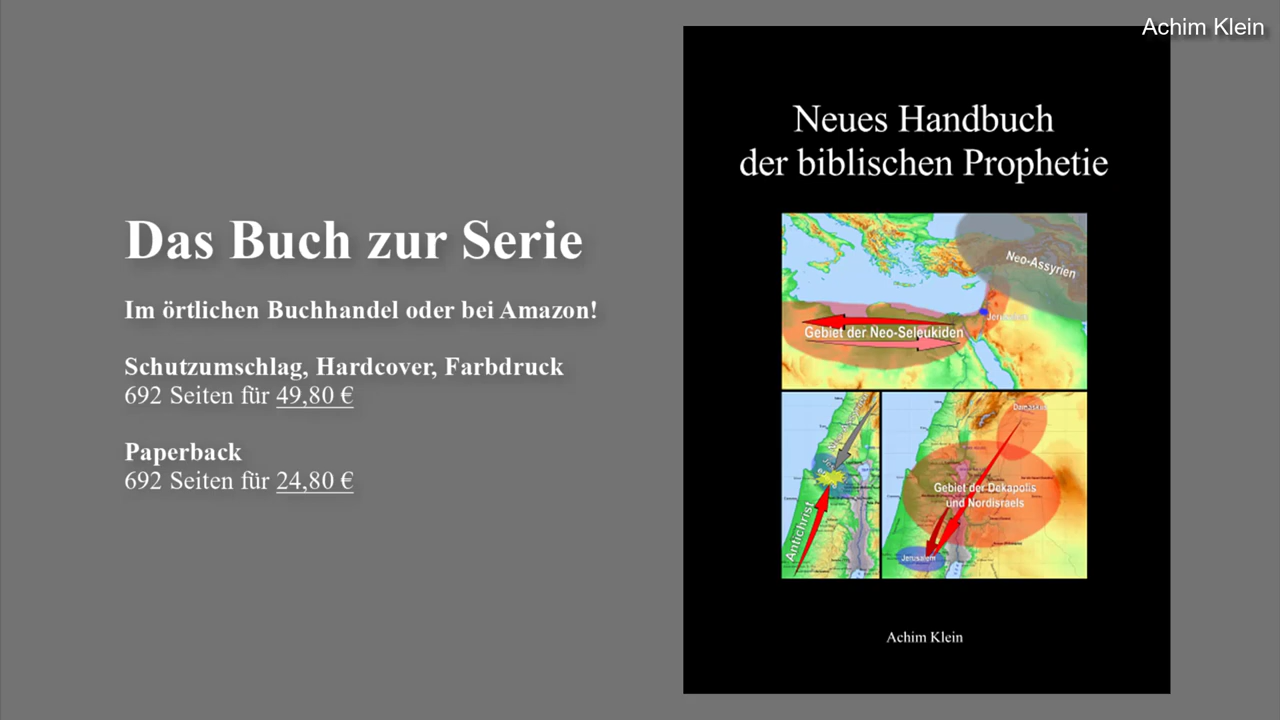 Achim Klein
Das Buch zur Serie
Im örtlichen Buchhandel oder bei Amazon!
Schutzumschlag, Hardcover, Farbdruck
692 Seiten für 49,80 €
Paperback
692 Seiten für 24,80 €
Neues Handbuch
der biblischen Prophetie
Neo-Assyrien
Jerusalem
Gebiet der Neo-Seleukiden
Antichrist
Damaskus
Gebiet der Dekapolis
und Nordisraels
Jerusalem
Achim Klein